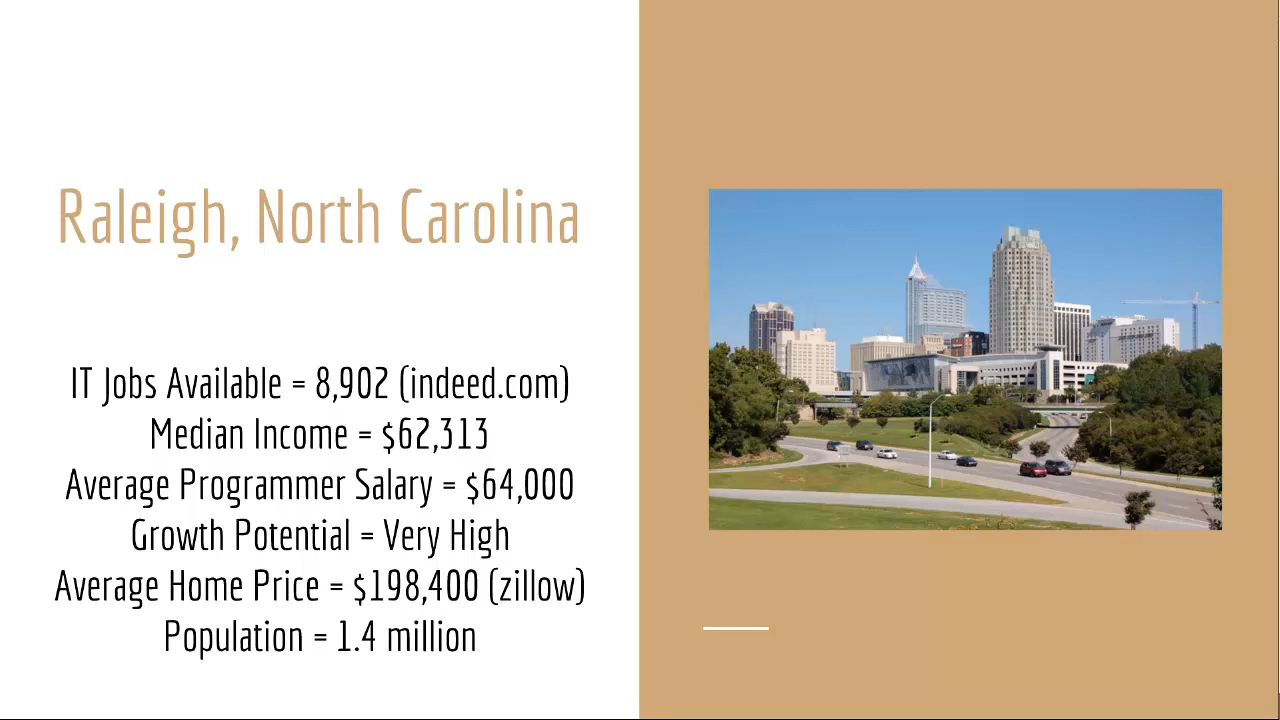 Raleigh, North Carolina
IT Jobs Available = 8,902 (indeed.com)
Median Income = $62,313
Average Programmer Salary = $64,000
Growth Potential = Very High
Average Home Price = $198,400 (zillow)
Population = 1.4 million